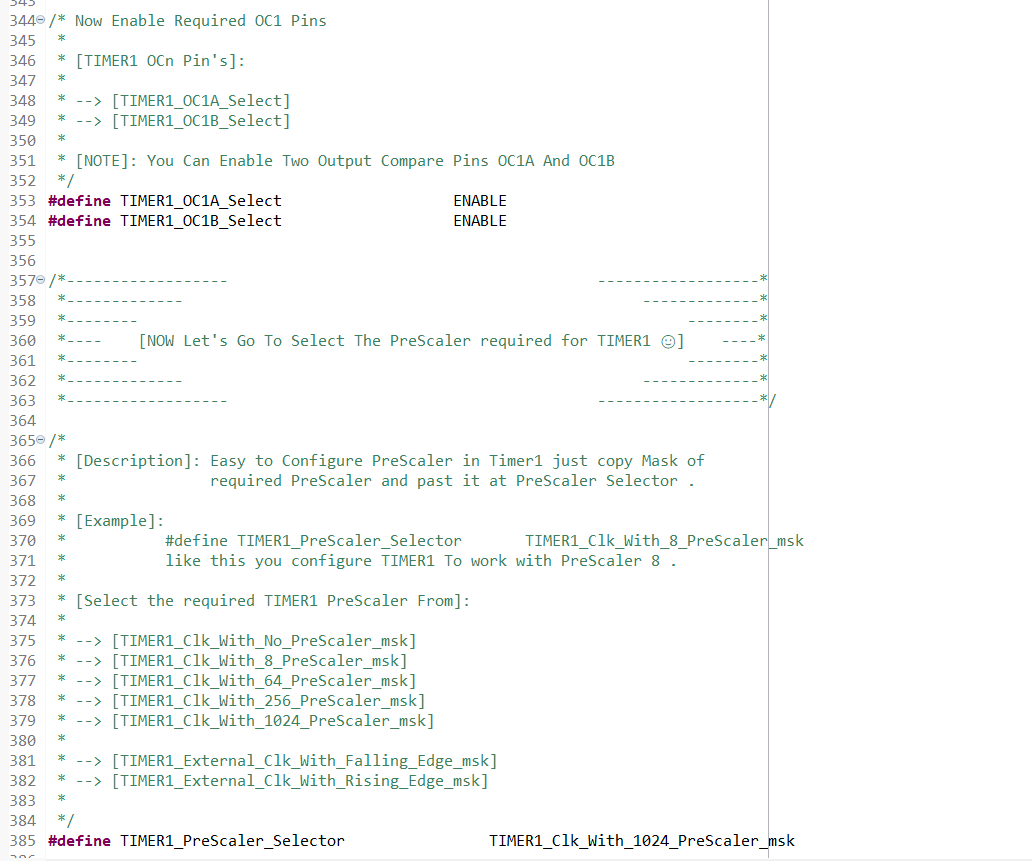 343
344 /* Now Enable Required OC1 Pins
345 *
346 * [TIMER1 OCn Pin's]:
347 *
348 * --> [TIMER1_OC1A_Select]
349 * --> [TIMER1_OC1B_Select]
350 *
351 * [NOTE]: You Can Enable Two Output Compare Pins OC1A And OC1B
352 */
353 #define TIMER1_OC1A_Select ENABLE
354 #define TIMER1_OC1B_Select ENABLE
355
356
357 /*------------------ ------------------*
358 *------------- -------------*
359 *-------- --------*
360 *---- [NOW Let's Go To Select The PreScaler required for TIMER1 😐] ----*
361 *-------- --------*
362 *------------- -------------*
363 *------------------ ------------------*/
364
365 /*
366 * [Description]: Easy to Configure PreScaler in Timer1 just copy Mask of
367 * required PreScaler and past it at PreScaler Selector .
368 *
369 * [Example]:
370 * #define TIMER1_PreScaler_Selector TIMER1_Clk_With_8_PreScaler_msk
371 * like this you configure TIMER1 To work with PreScaler 8 .
372 *
373 * [Select the required TIMER1 PreScaler From]:
374 *
375 * --> [TIMER1_Clk_With_No_PreScaler_msk]
376 * --> [TIMER1_Clk_With_8_PreScaler_msk]
377 * --> [TIMER1_Clk_With_64_PreScaler_msk]
378 * --> [TIMER1_Clk_With_256_PreScaler_msk]
379 * --> [TIMER1_Clk_With_1024_PreScaler_msk]
380 *
381 * --> [TIMER1_External_Clk_With_Falling_Edge_msk]
382 * --> [TIMER1_External_Clk_With_Rising_Edge_msk]
383 *
384 */
385 #define TIMER1_PreScaler_Selector TIMER1_Clk_With_1024_PreScaler_msk